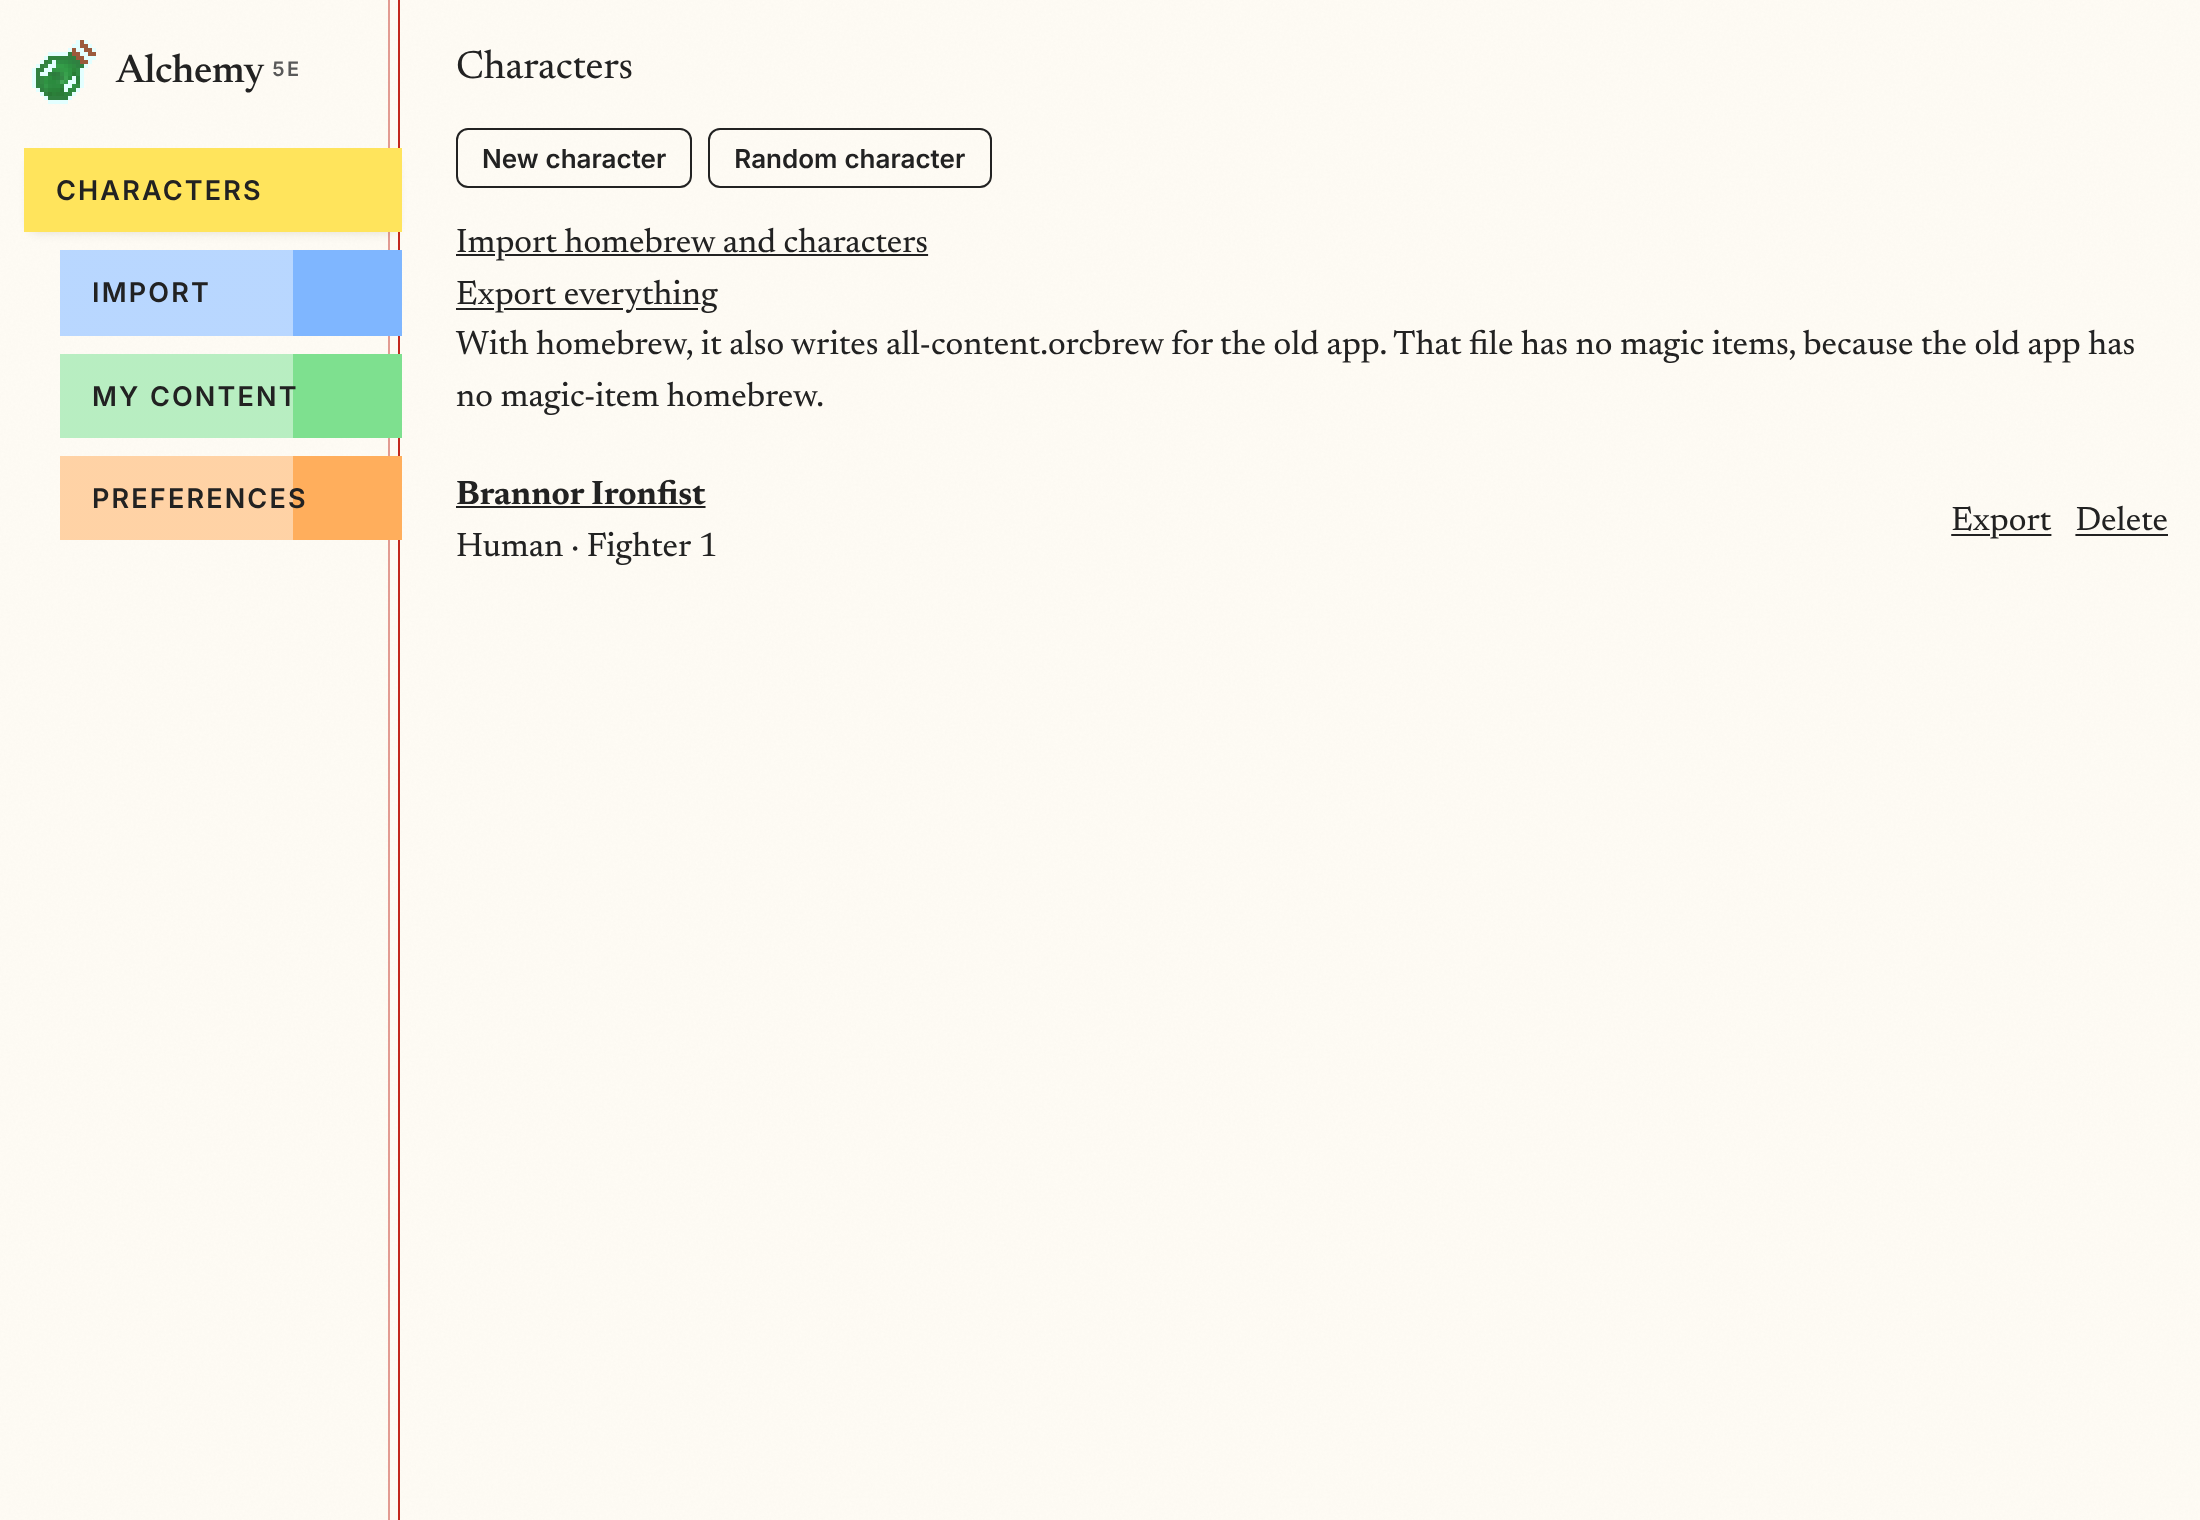 Alchemy 5E
CHARACTERS
IMPORT
MY CONTENT
PREFERENCES
Characters
New character
Random character
Import homebrew and characters
Export everything
With homebrew, it also writes all-content.orcbrew for the old app. That file has no magic items, because the old app has
no magic-item homebrew.
Brannor Ironfist
Human · Fighter 1
Export Delete